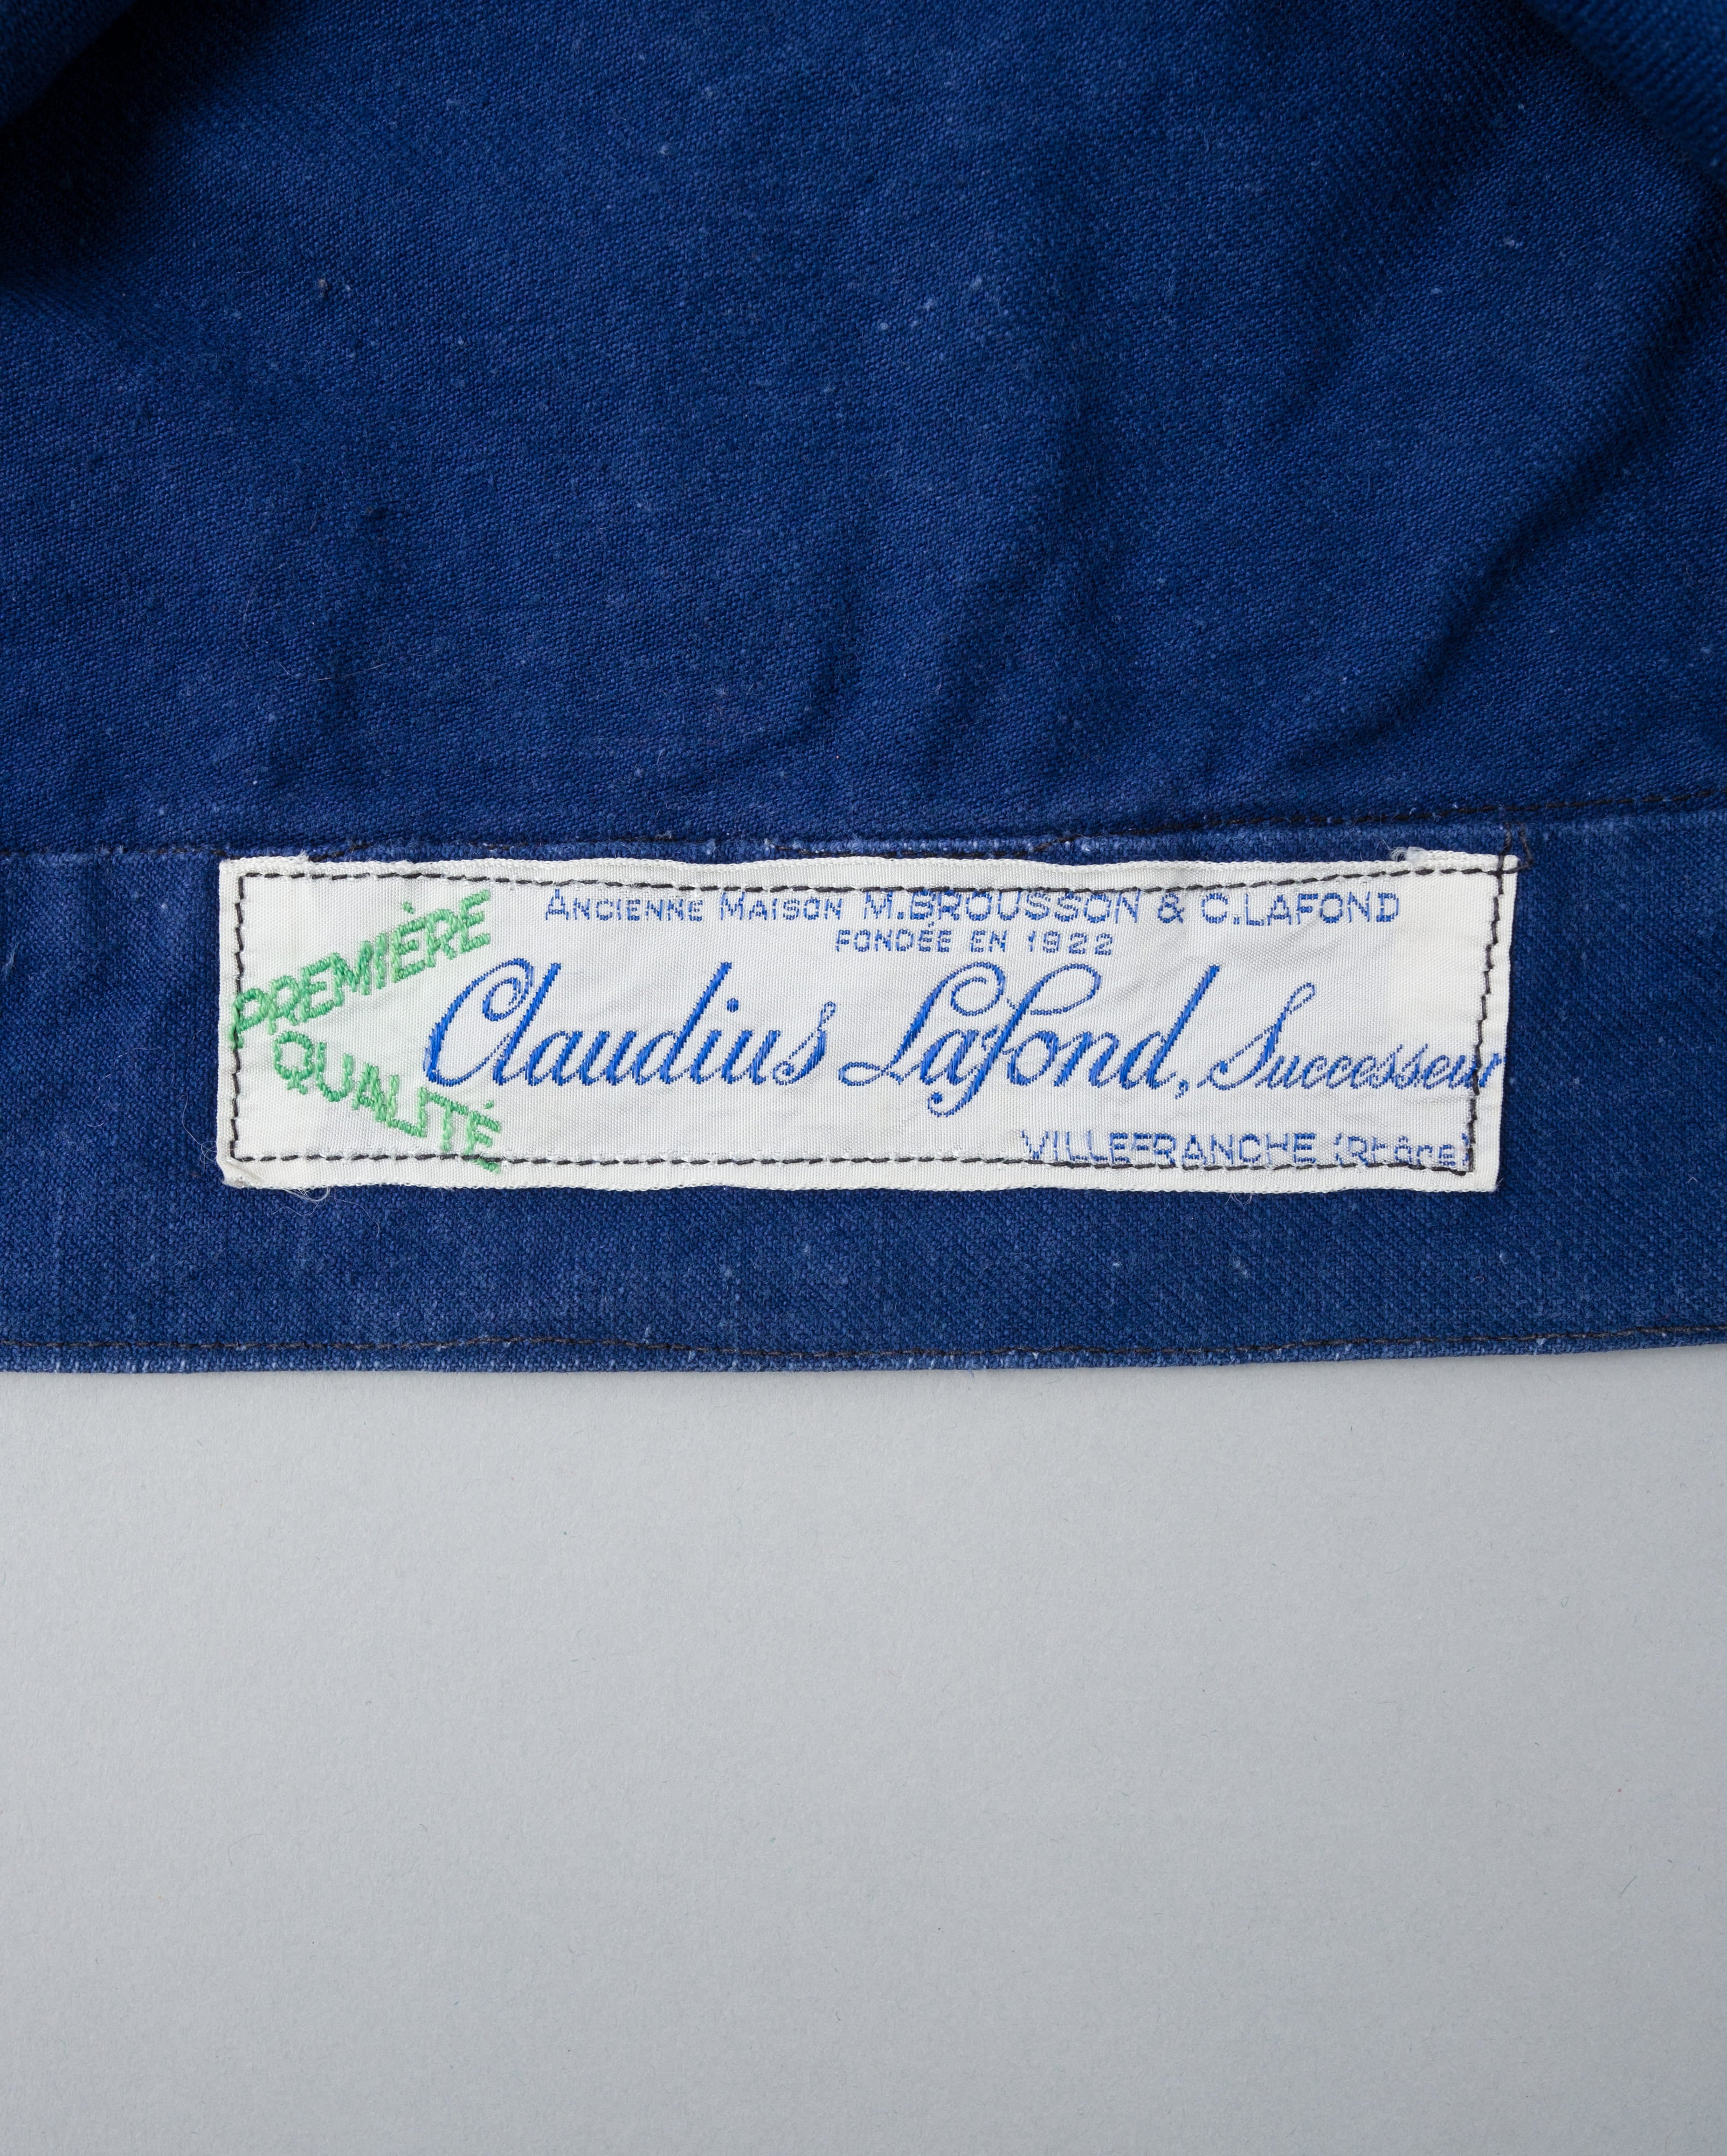 PREMIÈRE
QUALITÉ
ANCIENNE MAISON M.BROUSSON & C.LAFOND
FONDÉE EN 1922
Claudius Lafond, Successeur
VILLEFRANCHE (Rhône)